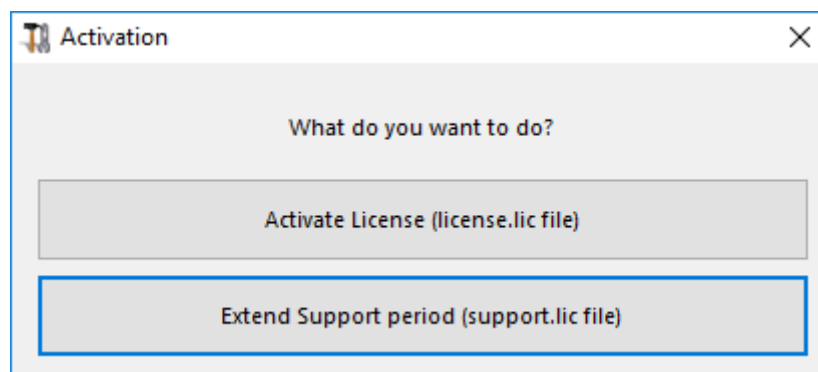 Activation
What do you want to do?
Activate License (license.lic file)
Extend Support period (support.lic file)